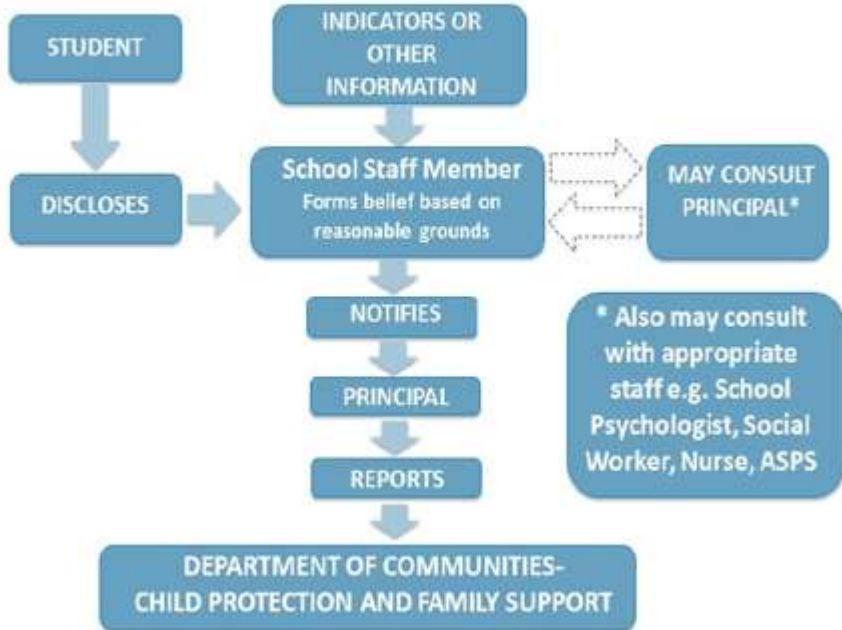 STUDENT
INDICATORS OR
OTHER
INFORMATION
DISCLOSES
School Staff Member
Forms belief based on
reasonable grounds
MAY CONSULT
PRINCIPAL*
NOTIFIES
PRINCIPAL
REPORTS
* Also may consult
with appropriate
staff e.g. School
Psychologist, Social
Worker, Nurse, ASPS
DEPARTMENT OF COMMUNITIES-
CHILD PROTECTION AND FAMILY SUPPORT